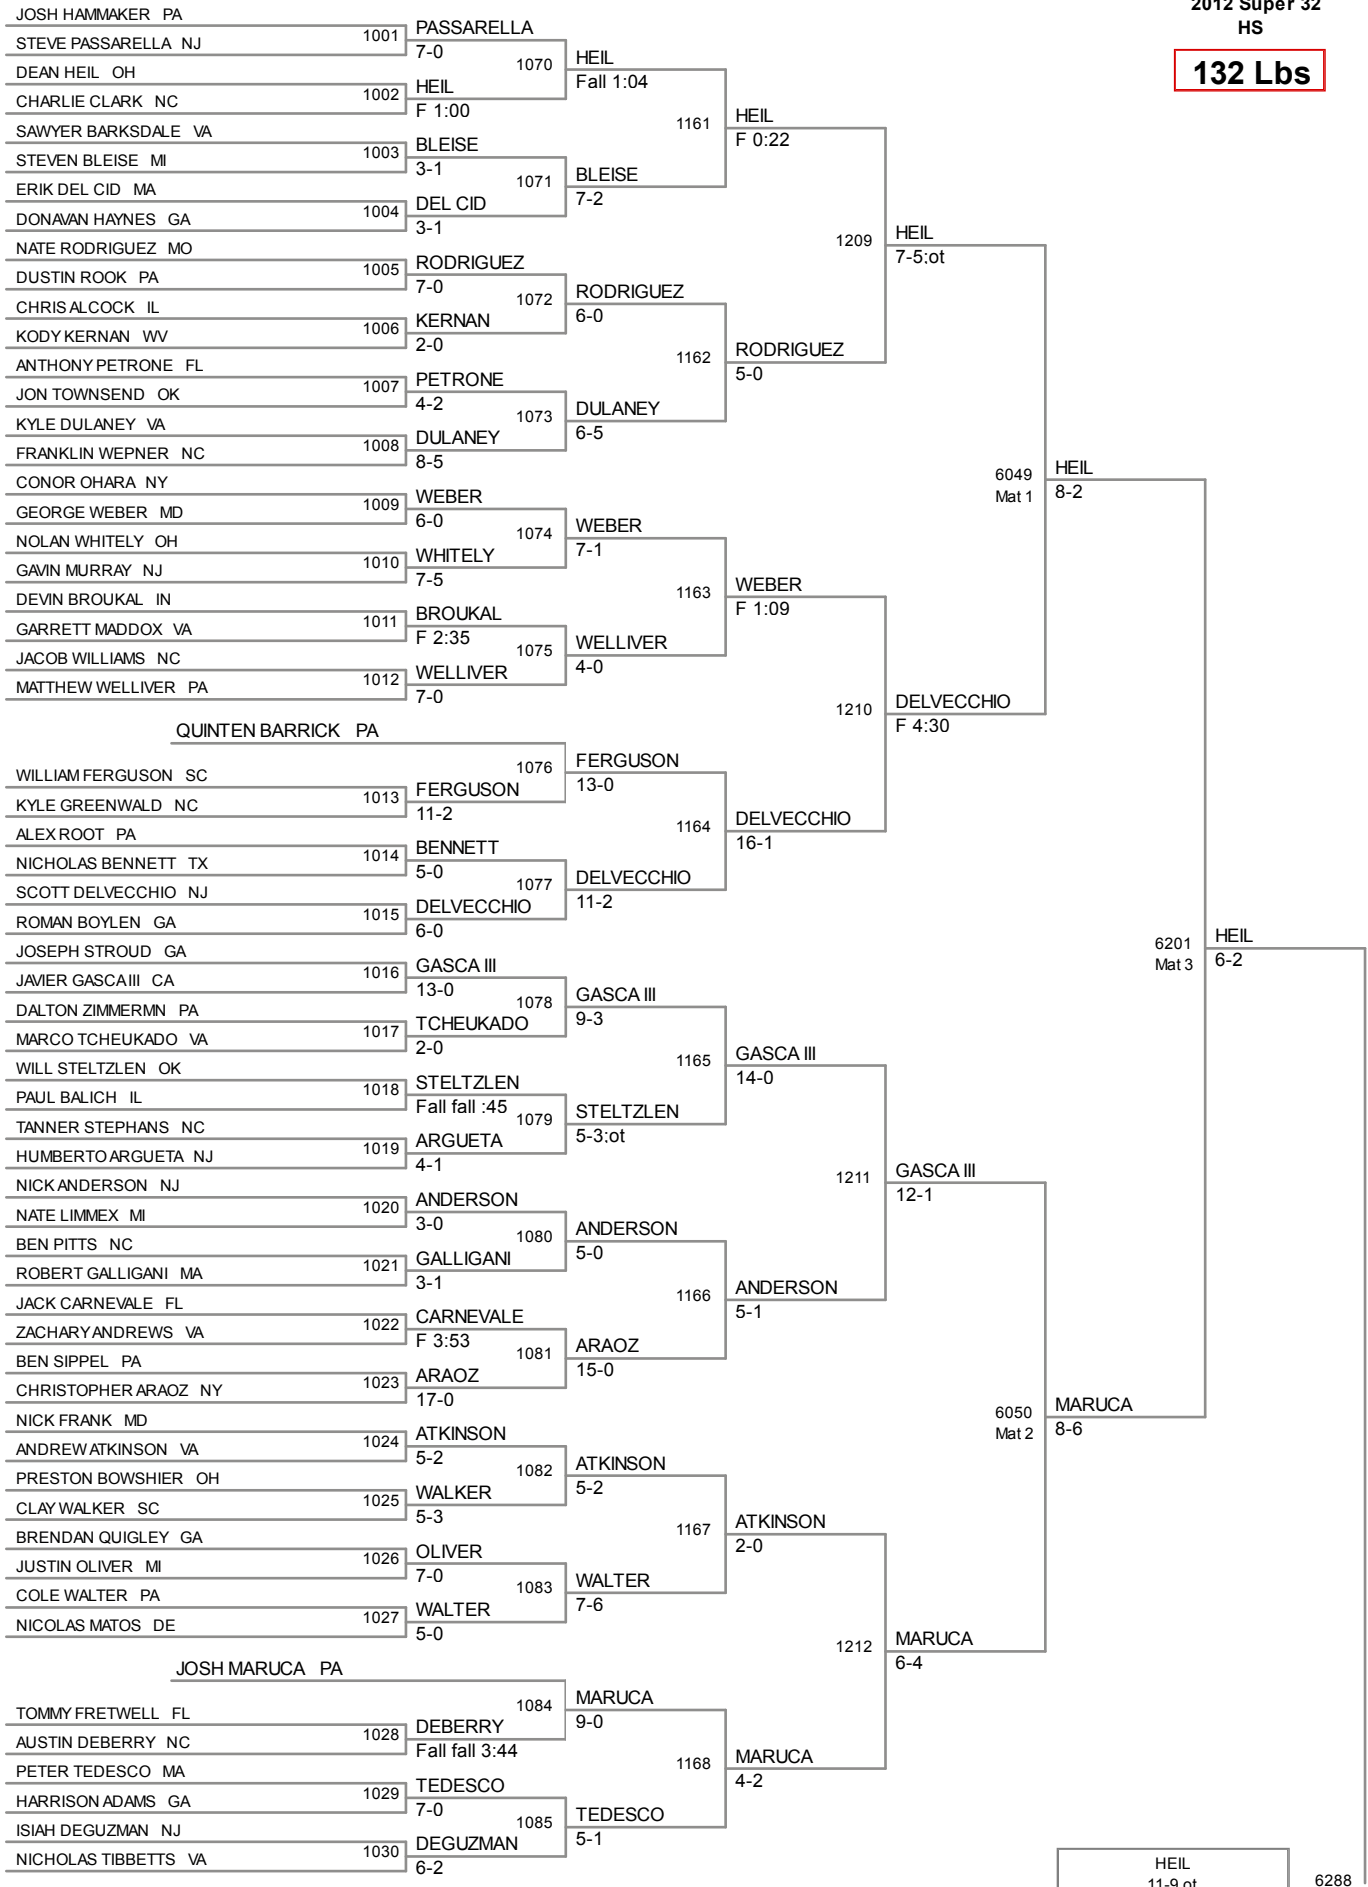 2012 Super 32
HS
132 Lbs
JOSH HAMMAKER PA
1001
PASSARELLA
7-0
STEVE PASSARELLA NJ
1070
HEIL
Fall 1:04
DEAN HEIL OH
1002
HEIL
F 1:00
CHARLIE CLARK NC
1161
HEIL
F 0:22
SAWYER BARKSDALE VA
1003
BLEISE
3-1
STEVEN BLEISE MI
1071
BLEISE
7-2
ERIK DEL CID MA
1004
DEL CID
3-1
DONAVAN HAYNES GA
1209
HEIL
7-5;ot
NATE RODRIGUEZ MO
1005
RODRIGUEZ
7-0
DUSTIN ROOK PA
1072
RODRIGUEZ
6-0
CHRIS ALCOCK IL
1006
KERNAN
2-0
KODY KERNAN WV
1162
RODRIGUEZ
5-0
ANTHONY PETRONE FL
1007
PETRONE
4-2
JON TOWNSEND OK
1073
DULANEY
6-5
KYLE DULANEY VA
1008
DULANEY
8-5
FRANKLIN WEPNER NC
6049
Mat 1
HEIL
8-2
CONOR OHARA NY
1009
WEBER
6-0
GEORGE WEBER MD
1074
WEBER
7-1
NOLAN WHITELY OH
1010
WHITELY
7-5
GAVIN MURRAY NJ
1163
WEBER
F 1:09
DEVIN BROUKAL IN
1011
BROUKAL
F 2:35
GARRETT MADDOX VA
1075
WELLIVER
4-0
JACOB WILLIAMS NC
1012
WELLIVER
7-0
MATTHEW WELLIVER PA
1210
DELVECCHIO
F 4:30
QUINTEN BARRICK PA
1076
FERGUSON
13-0
WILLIAM FERGUSON SC
1013
FERGUSON
11-2
KYLE GREENWALD NC
1164
DELVECCHIO
16-1
ALEX ROOT PA
1014
BENNETT
5-0
NICHOLAS BENNETT TX
1077
DELVECCHIO
11-2
SCOTT DELVECCHIO NJ
1015
DELVECCHIO
6-0
ROMAN BOYLEN GA
6201
Mat 3
HEIL
6-2
JOSEPH STROUD GA
1016
GASCA III
13-0
JAVIER GASCA III CA
1078
GASCA III
9-3
DALTON ZIMMERMN PA
1017
TCHEUKADO
2-0
MARCO TCHEUKADO VA
1165
GASCA III
14-0
WILL STELTZLEN OK
1018
STELTZLEN
Fall fall :45
PAUL BALICH IL
1079
STELTZLEN
5-3;ot
TANNER STEPHANS NC
1019
ARGUETA
4-1
HUMBERTO ARGUETA NJ
1211
GASCA III
12-1
NICK ANDERSON NJ
1020
ANDERSON
3-0
NATE LIMMEX MI
1080
ANDERSON
5-0
BEN PITTS NC
1021
GALLIGANI
3-1
ROBERT GALLIGANI MA
1166
ANDERSON
5-1
JACK CARNEVALE FL
1022
CARNEVALE
F 3:53
ZACHARY ANDREWS VA
1081
ARAOZ
15-0
BEN SIPPEL PA
1023
ARAOZ
17-0
CHRISTOPHER ARAOZ NY
6050
Mat 2
MARUCA
8-6
NICK FRANK MD
1024
ATKINSON
5-2
ANDREW ATKINSON VA
1082
ATKINSON
5-2
PRESTON BOWSHIER OH
1025
WALKER
5-3
CLAY WALKER SC
1167
ATKINSON
2-0
BRENDAN QUIGLEY GA
1026
OLIVER
7-0
JUSTIN OLIVER MI
1083
WALTER
7-6
COLE WALTER PA
1027
WALTER
5-0
NICOLAS MATOS DE
1212
MARUCA
6-4
JOSH MARUCA PA
1084
MARUCA
9-0
TOMMY FRETWELL FL
1028
DEBERRY
Fall fall 3:44
AUSTIN DEBERRY NC
1168
MARUCA
4-2
PETER TEDESCO MA
1029
TEDESCO
7-0
HARRISON ADAMS GA
1085
TEDESCO
5-1
ISIAH DEGUZMAN NJ
1030
DEGUZMAN
6-2
NICHOLAS TIBBETTS VA
HEIL
11-9 ot
6288